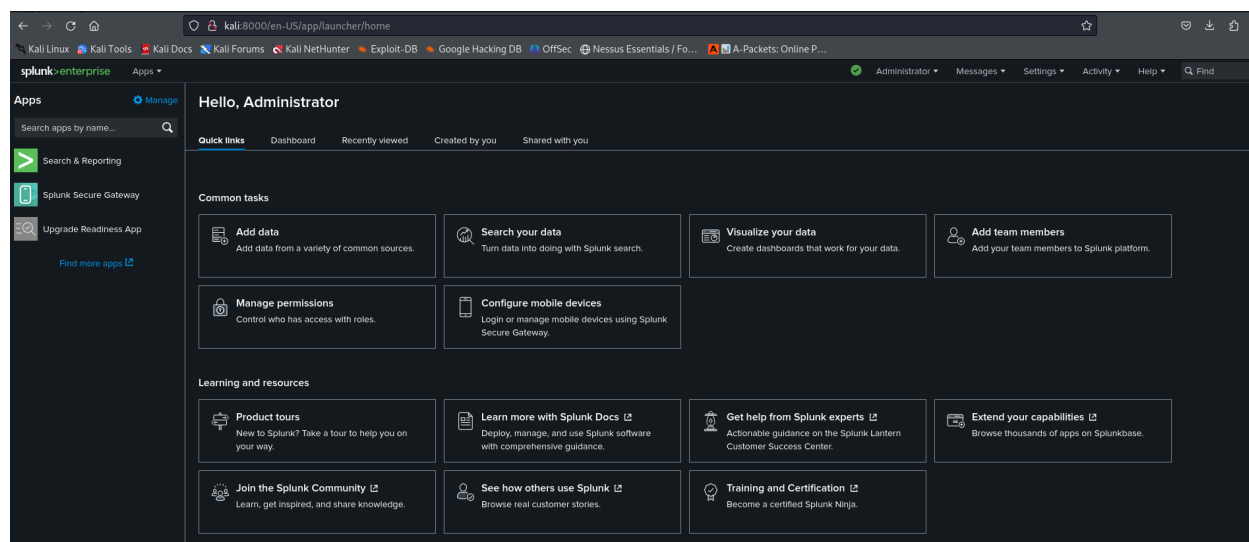 kali:8000/en-US/app/launcher/home
Kali Linux Kali Tools Kali Docs Kali Forums Kali NetHunter Exploit-DB Google Hacking DB OffSec Nessus Essentials / Fo... A-Packets: Online P...
splunk>enterprise Apps Administrator Messages Settings Activity Help Find
Apps Manage
Search apps by name...
Search & Reporting
Splunk Secure Gateway
Upgrade Readiness App
Find more apps
Hello, Administrator
Quick links Dashboard Recently viewed Created by you Shared with you
Common tasks
Add data
Add data from a variety of common sources.
Search your data
Turn data into doing with Splunk search.
Visualize your data
Create dashboards that work for your data.
Add team members
Add your team members to Splunk platform.
Manage permissions
Control who has access with roles.
Configure mobile devices
Login or manage mobile devices using Splunk
Secure Gateway.
Learning and resources
Product tours
New to Splunk? Take a tour to help you on
your way.
Learn more with Splunk Docs
Deploy, manage, and use Splunk software
with comprehensive guidance.
Get help from Splunk experts
Actionable guidance on the Splunk Lantern
Customer Success Center.
Extend your capabilities
Browse thousands of apps on Splunkbase.
Join the Splunk Community
Learn, get inspired, and share knowledge.
See how others use Splunk
Browse real customer stories.
Training and Certification
Become a certified Splunk Ninja.